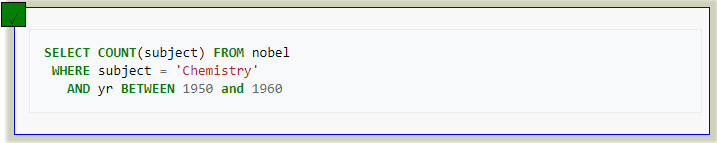 ✓
SELECT COUNT(subject) FROM nobel
WHERE subject = 'Chemistry'
AND yr BETWEEN 1950 and 1960